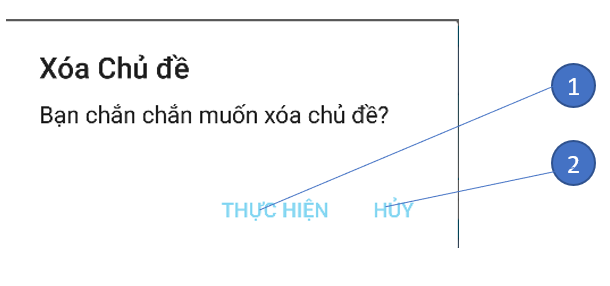 Xóa Chủ đề
Bạn chắn chắn muốn xóa chủ đề?
THỰC HIỆN
HỦY
1
2